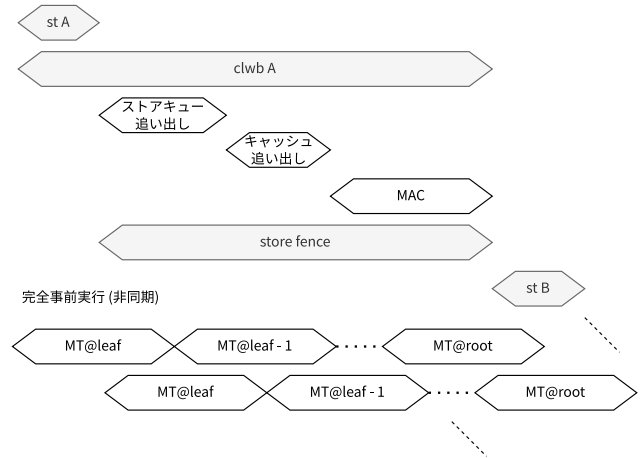 st A
clwb A
ストアキュー
追い出し
キャッシュ
追い出し
MAC
store fence
st B
完全事前実行 (非同期)
MT@leaf
MT@leaf - 1
MT@root
MT@leaf
MT@leaf - 1
MT@root